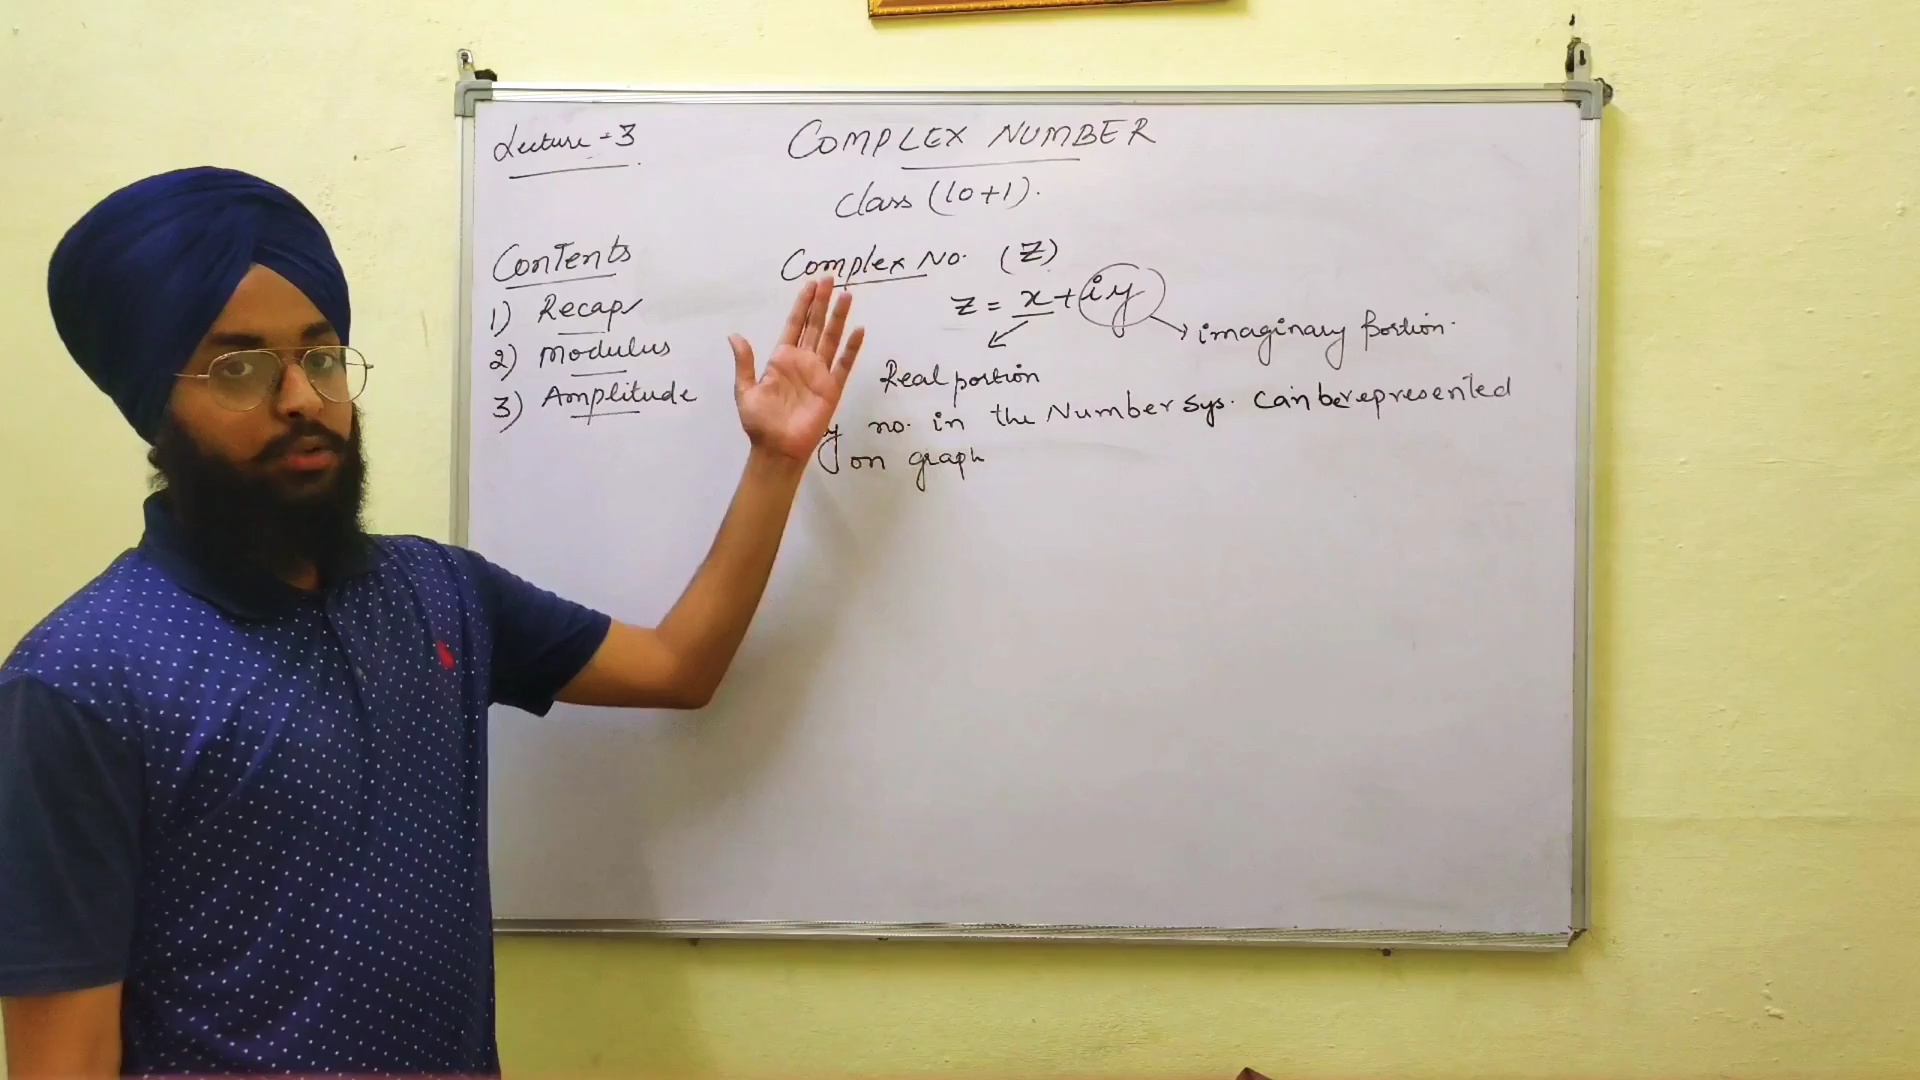 Lecture - 3
COMPLEX NUMBER
Class (10+1).
Contents
1) Recap
2) Modulus
3) Amplitude
Complex No. (Z)
z = x + iy
imaginary portion.
Real portion
no. in the Number Sys. can be represented
on graph